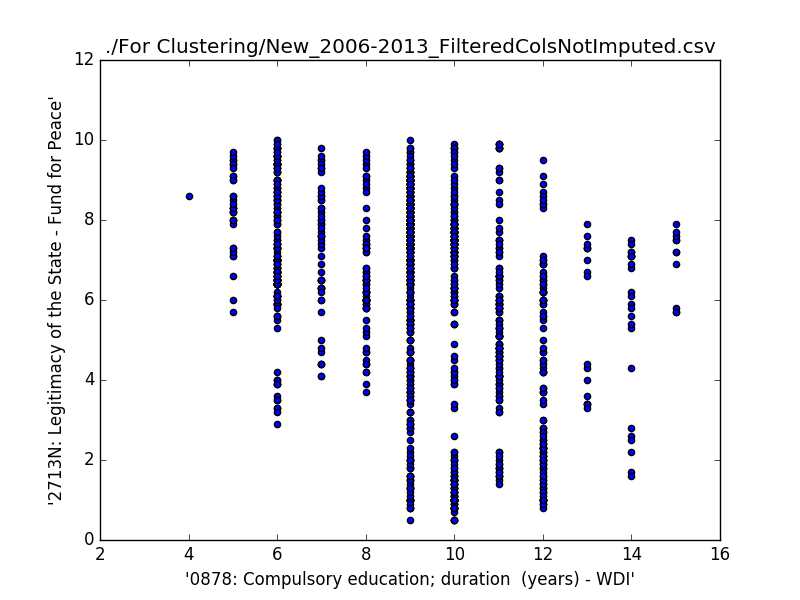 ./For Clustering/New_2006-2013_FilteredColsNotImputed.csv
12
10
8
6
4
2
0
'2713N: Legitimacy of the State - Fund for Peace'
2 4 6 8 10 12 14 16
'0878: Compulsory education; duration  (years) - WDI'